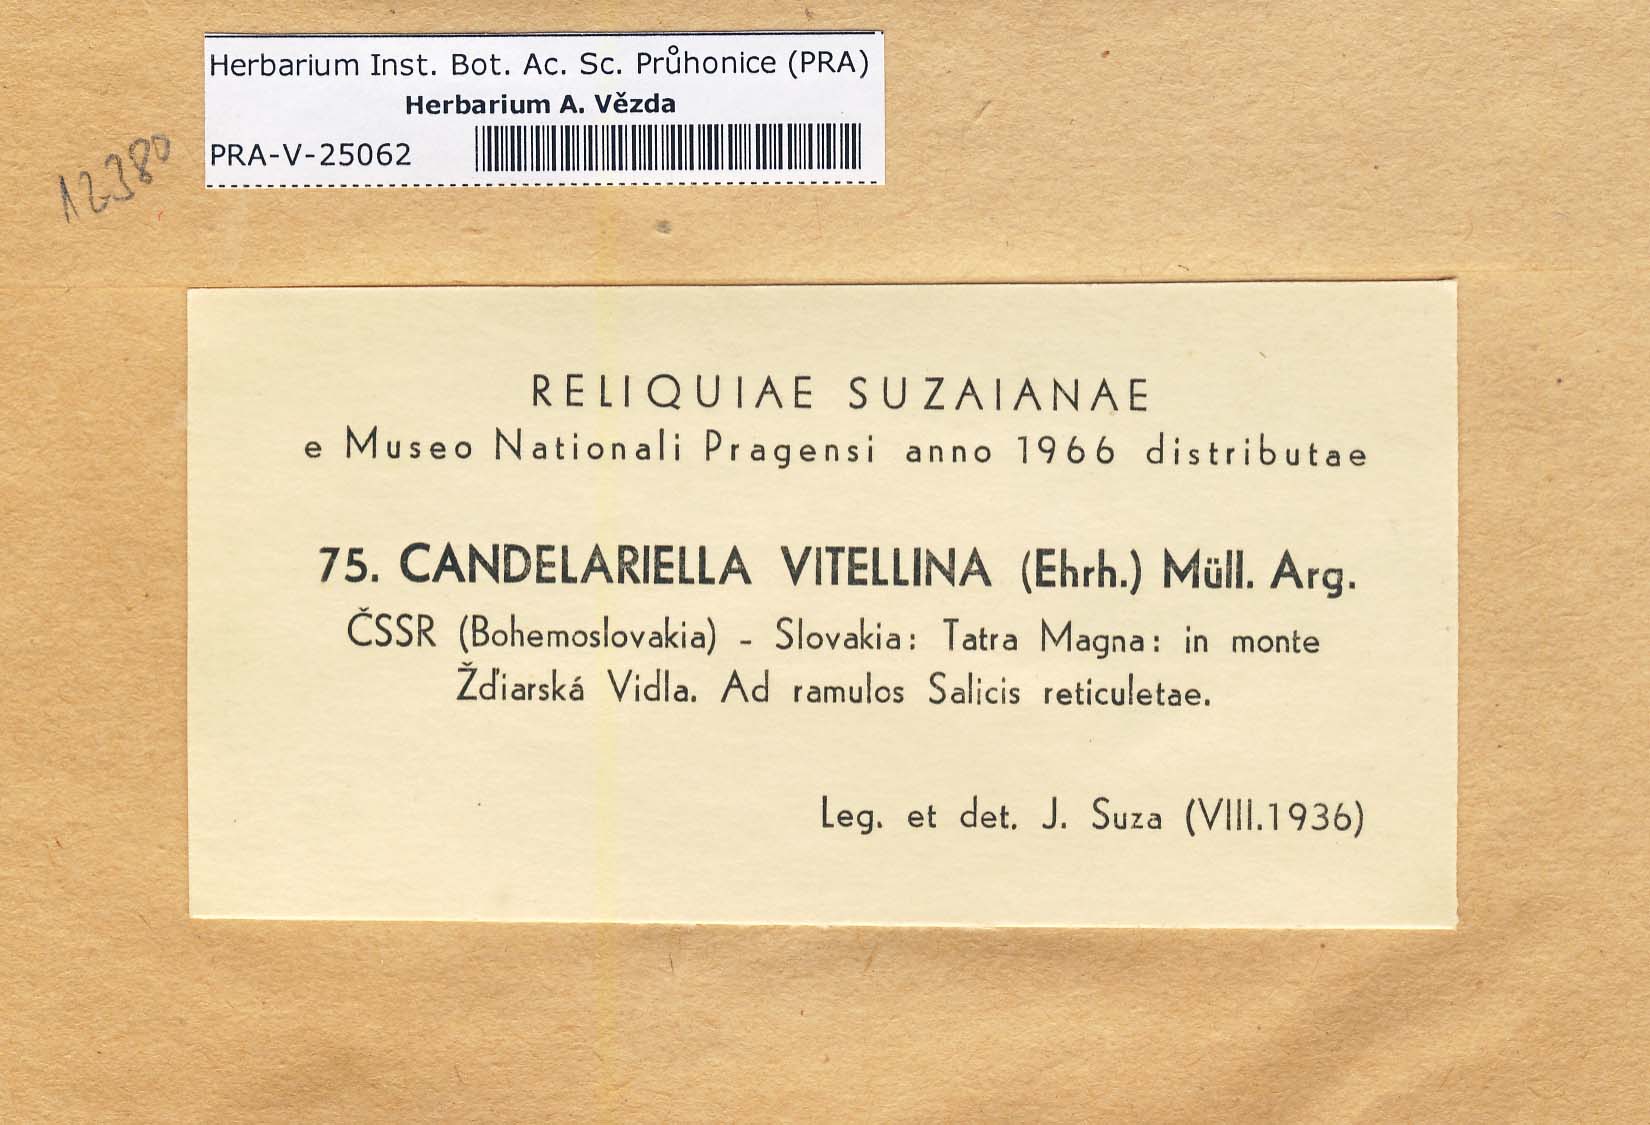 Herbarium Inst. Bot. Ac. Sc. Průhonice (PRA)
Herbarium A. Vězda
PRA-V-25062
12380
RELIQUIAE SUZAIANAE
e Museo Nationali Pragensi anno 1966 distributae
75. CANDELARIELLA VITELLINA (Ehrh.) Müll. Arg.
ČSSR (Bohemoslovakia) - Slovakia: Tatra Magna: in monte
Žďiarská Vidla. Ad ramulos Salicis reticuletae.
Leg. et det. J. Suza (VIII.1936)